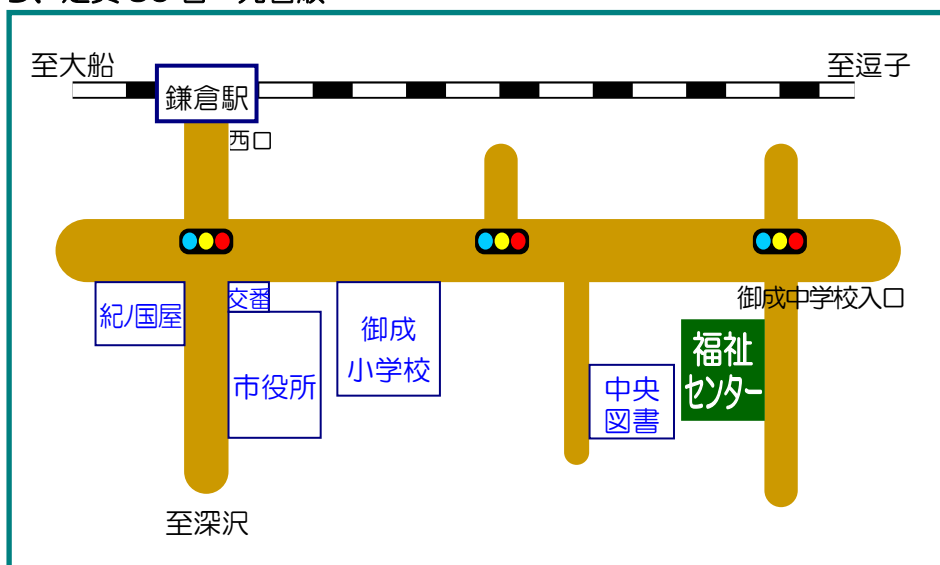 至大船
至逗子
鎌倉駅
西口
御成中学校入口
紀ノ国屋
交番
市役所
御成
小学校
中央
図書
福祉
センター
至深沢